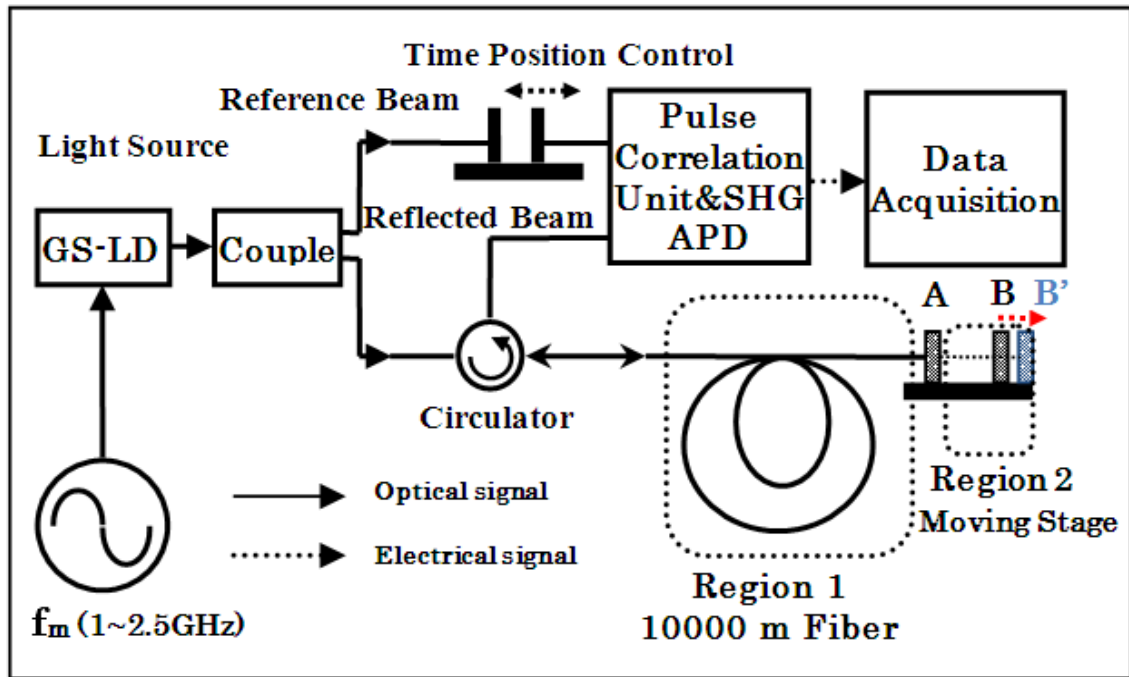 Time Position Control
Reference Beam
Light Source
Pulse
Correlation
Unit&SHG
APD
Data
Acquisition
Reflected Beam
GS-LD
Couple
A
B
B’
Circulator
Optical signal
Electrical signal
Region 2
Moving Stage
Region 1
10000 m Fiber
fm (1~2.5GHz)